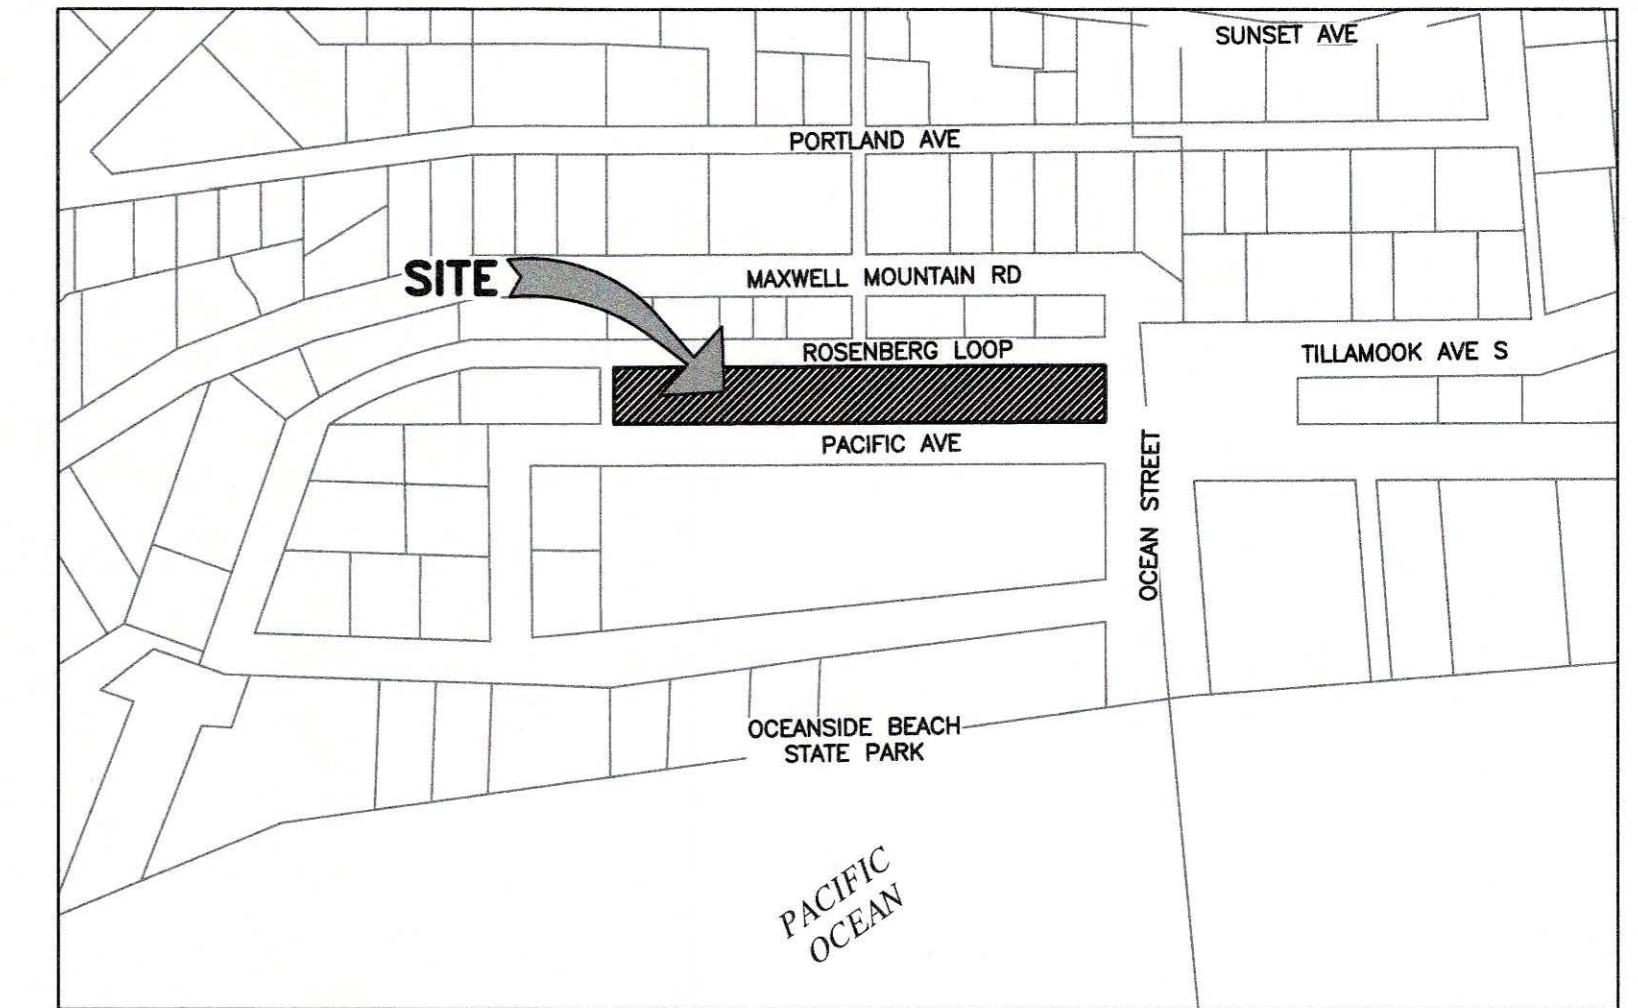 SUNSET AVE
PORTLAND AVE
SITE
MAXWELL MOUNTAIN RD
ROSENBERG LOOP
TILLAMOOK AVE S
PACIFIC AVE
OCEAN STREET
OCEANSIDE BEACH
STATE PARK
PACIFIC
OCEAN